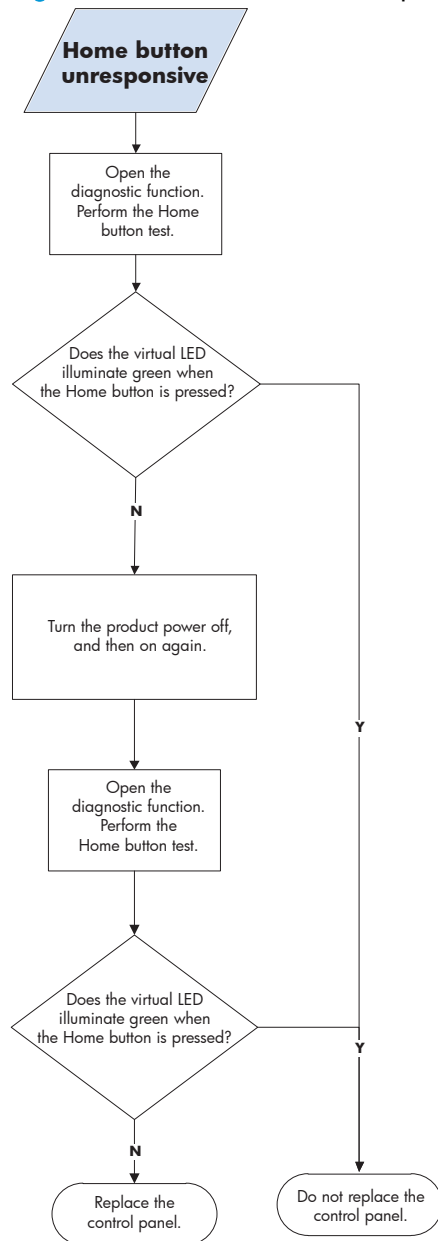 Home button
unresponsive
Open the
diagnostic function.
Perform the Home
button test.
Does the virtual LED
illuminate green when
the Home button is pressed?
N
Turn the product power off,
and then on again.
Y
Open the
diagnostic function.
Perform the
Home button test.
Does the virtual LED
illuminate green when
the Home button is pressed?
Y
N
Replace the
control panel.
Do not replace the
control panel.